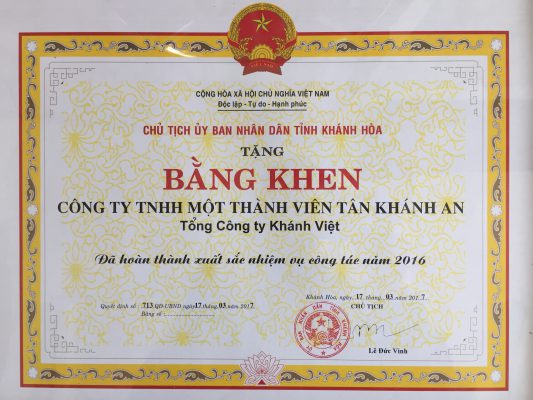 VIỆT NAM
CỘNG HÒA XÃ HỘI CHỦ NGHĨA VIỆT NAM
Độc lập - Tự do - Hạnh phúc
CHỦ TỊCH ỦY BAN NHÂN DÂN TỈNH KHÁNH HÒA
TẶNG
BẰNG KHEN
CÔNG TY TNHH MỘT THÀNH VIÊN TÂN KHÁNH AN
Tổng Công ty Khánh Việt
Đã hoàn thành xuất sắc nhiệm vụ công tác năm 2016
Quyết định số : 713 /QĐ-UBND ngày 17 tháng 03 năm 2017
Bảng số :
Khánh Hòa, ngày 17 tháng 03 năm 2017
CHỦ TỊCH
Lê Đức Vinh